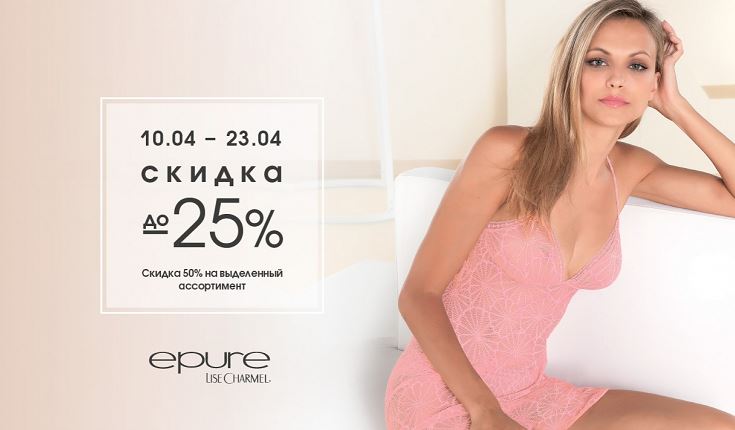 10.04 – 23.04
скидка
до 25%
Скидка 50% на выделенный
ассортимент
epure
LISE CHARMEL